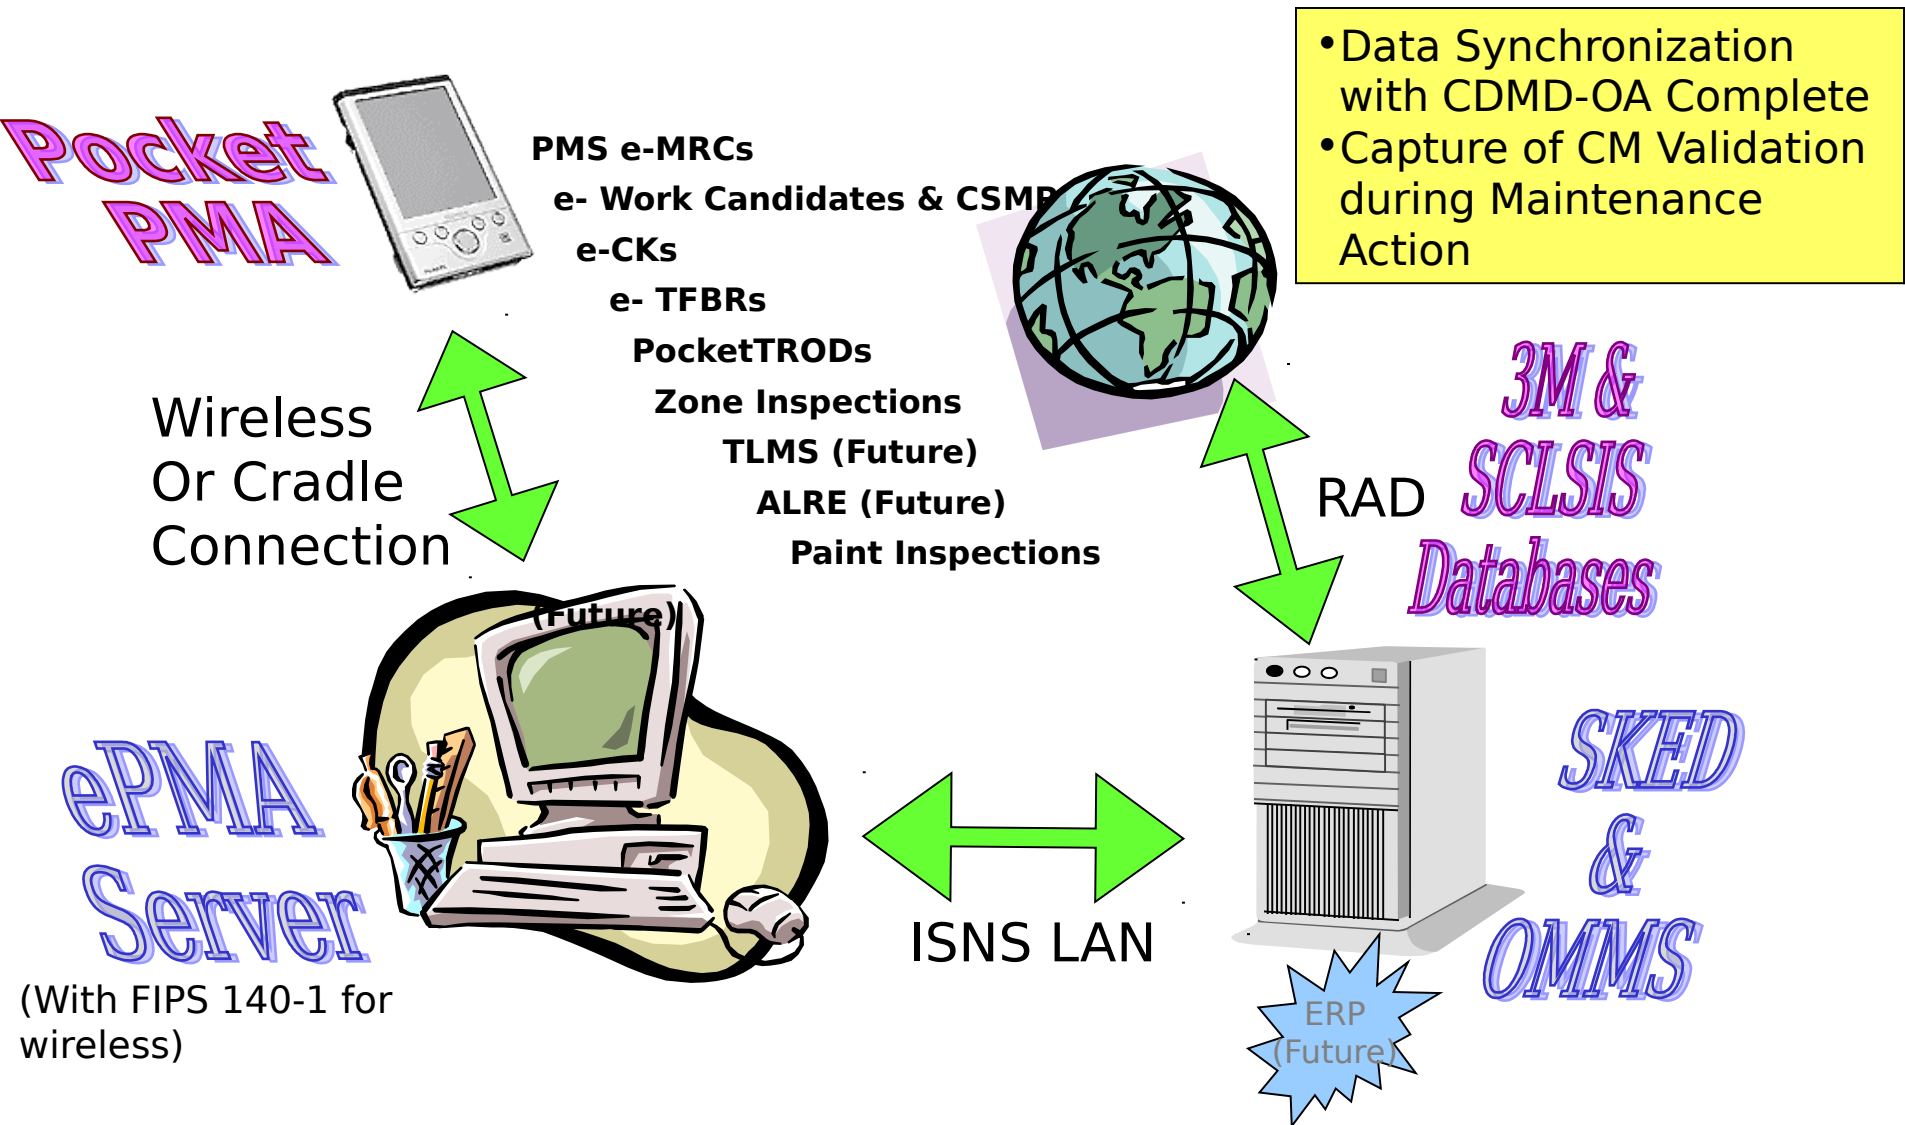 •Data Synchronization
with CDMD-OA Complete
•Capture of CM Validation
during Maintenance
Action
Pocket
PMA
PMS e-MRCs
e- Work Candidates & CSMP
e-CKs
e- TFBRs
PocketTRODs
Zone Inspections
TLMS (Future)
ALRE (Future)
Paint Inspections
(Future)
Wireless
Or Cradle
Connection
RAD
3M &
SCLSIS
Databases
ePMA
Server
(With FIPS 140-1 for
wireless)
ISNS LAN
SKED
&
OMMS
ERP
(Future)